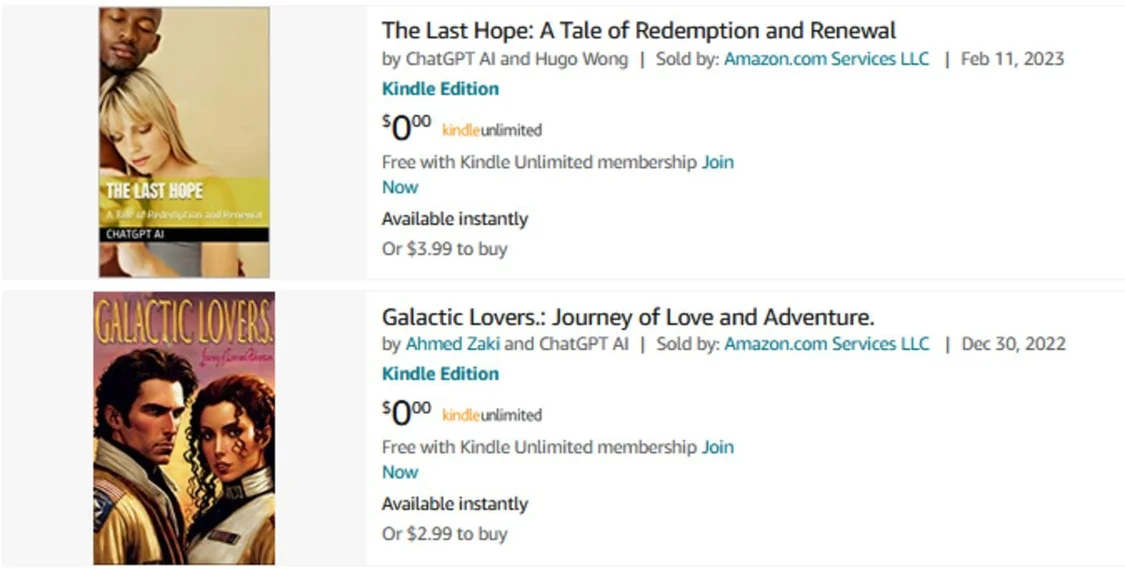 THE LAST HOPE
A Tale of Redemption and Renewal
CHATGPT AI
The Last Hope: A Tale of Redemption and Renewal
by ChatGPT AI and Hugo Wong | Sold by: Amazon.com Services LLC | Feb 11, 2023
Kindle Edition
$0.00 kindleunlimited
Free with Kindle Unlimited membership Join
Now
Available instantly
Or $3.99 to buy
GALACTIC LOVERS.
Galactic Lovers.: Journey of Love and Adventure.
by Ahmed Zaki and ChatGPT AI | Sold by: Amazon.com Services LLC | Dec 30, 2022
Kindle Edition
$0.00 kindleunlimited
Free with Kindle Unlimited membership Join
Now
Available instantly
Or $2.99 to buy